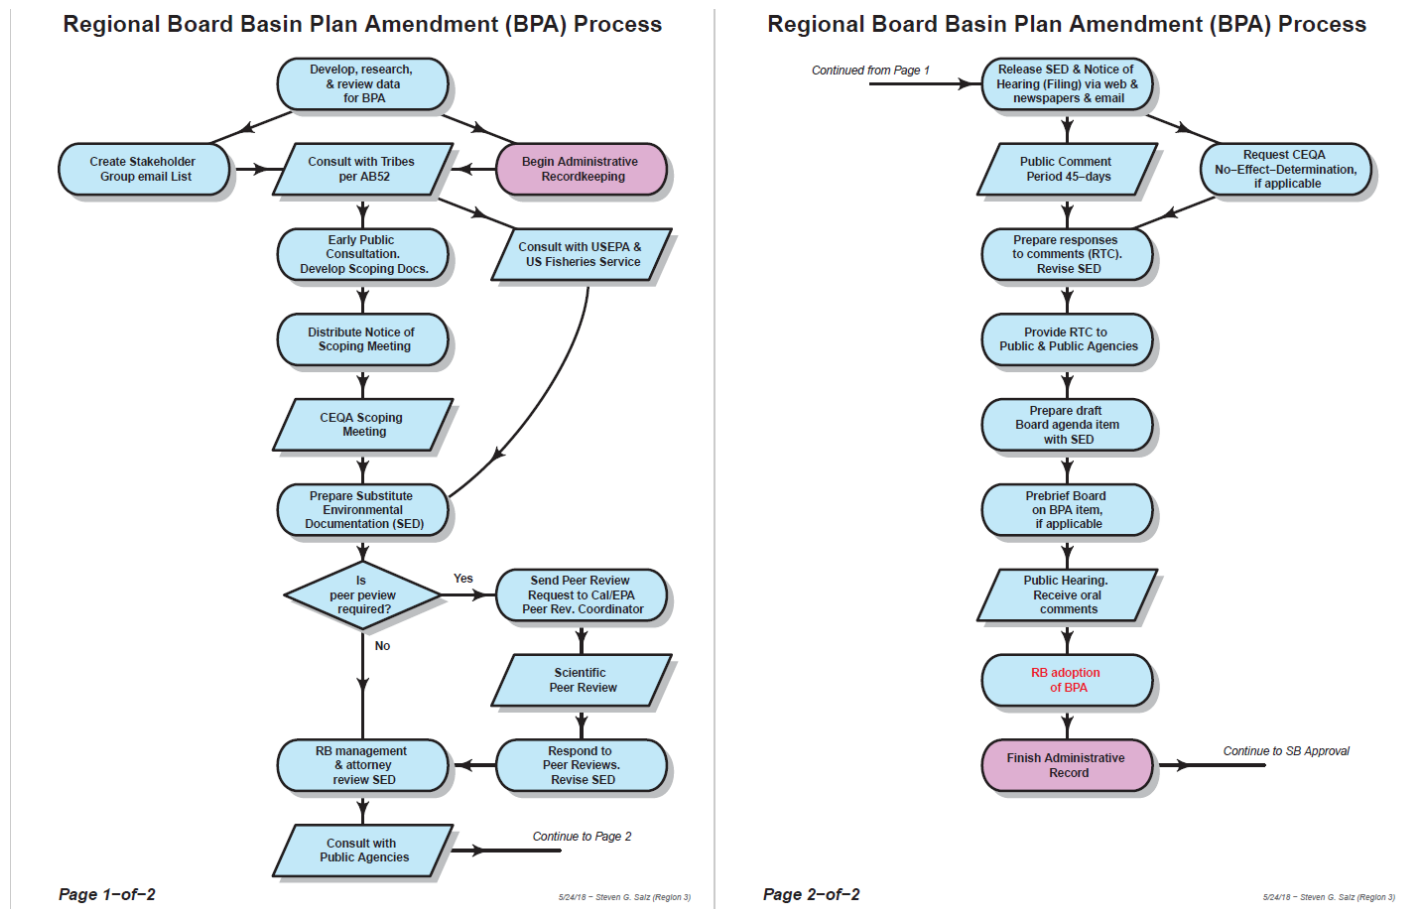 Regional Board Basin Plan Amendment (BPA) Process
Develop, research,
& review data
for BPA
Create Stakeholder
Group email List
Consult with Tribes
per AB52
Begin Administrative
Recordkeeping
Early Public
Consultation.
Develop Scoping Docs.
Consult with USEPA &
US Fisheries Service
Distribute Notice of
Scoping Meeting
CEQA Scoping
Meeting
Prepare Substitute
Environmental
Documentation (SED)
Is
peer peview
required?
Yes
No
Send Peer Review
Request to Cal/EPA
Peer Rev. Coordinator
Scientific
Peer Review
RB management
& attorney
review SED
Respond to
Peer Reviews.
Revise SED
Consult with
Public Agencies
Continue to Page 2
Page 1−of−2
5/24/18 − Steven G. Salz (Region 3)
Regional Board Basin Plan Amendment (BPA) Process
Continued from Page 1
Release SED & Notice of
Hearing (Filing) via web &
newspapers & email
Public Comment
Period 45−days
Request CEQA
No−Effect−Determination,
if applicable
Prepare responses
to comments (RTC).
Revise SED
Provide RTC to
Public & Public Agencies
Prepare draft
Board agenda item
with SED
Prebrief Board
on BPA item,
if applicable
Public Hearing.
Receive oral
comments
RB adoption
of BPA
Finish Administrative
Record
Continue to SB Approval
Page 2−of−2
5/24/18 − Steven G. Salz (Region 3)